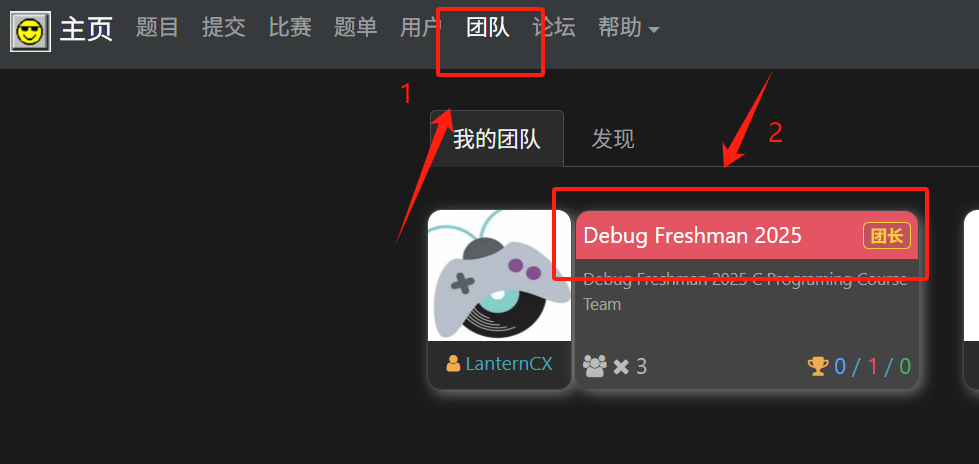 主页 题目 提交 比赛 题单 用户 团队 论坛 帮助
1
2
我的团队 发现
Debug Freshman 2025 团长
Debug Freshman 2025 C Programing Course
Team
LanternCX
3 0 / 1 / 0